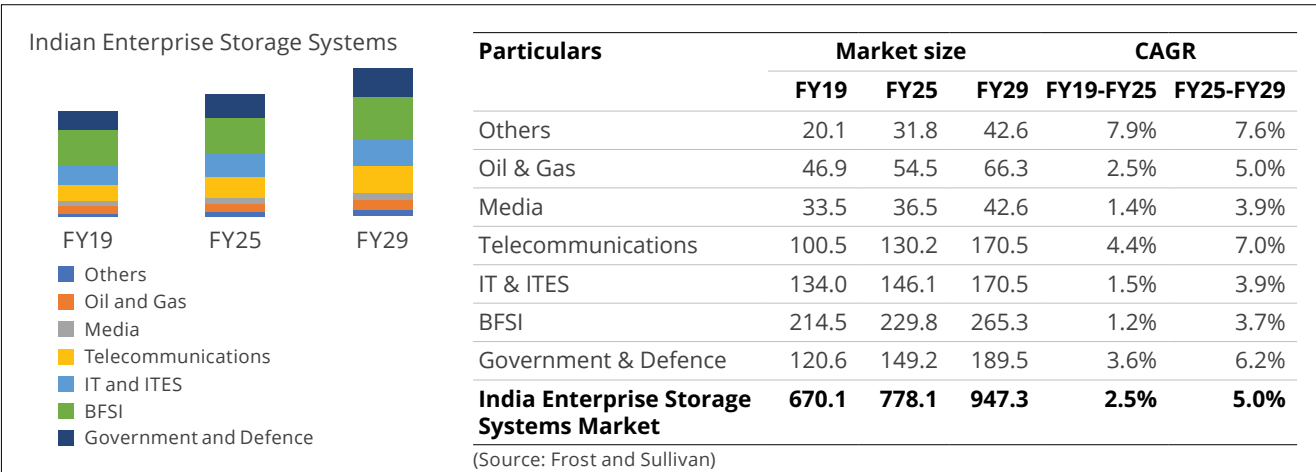 Indian Enterprise Storage Systems
FY19 FY25 FY29
Others
Oil and Gas
Media
Telecommunications
IT and ITES
BFSI
Government and Defence
Particulars Market size CAGR
FY19 FY25 FY29 FY19-FY25 FY25-FY29
Others 20.1 31.8 42.6 7.9% 7.6%
Oil & Gas 46.9 54.5 66.3 2.5% 5.0%
Media 33.5 36.5 42.6 1.4% 3.9%
Telecommunications 100.5 130.2 170.5 4.4% 7.0%
IT & ITES 134.0 146.1 170.5 1.5% 3.9%
BFSI 214.5 229.8 265.3 1.2% 3.7%
Government & Defence 120.6 149.2 189.5 3.6% 6.2%
India Enterprise Storage 670.1 778.1 947.3 2.5% 5.0%
Systems Market
(Source: Frost and Sullivan)